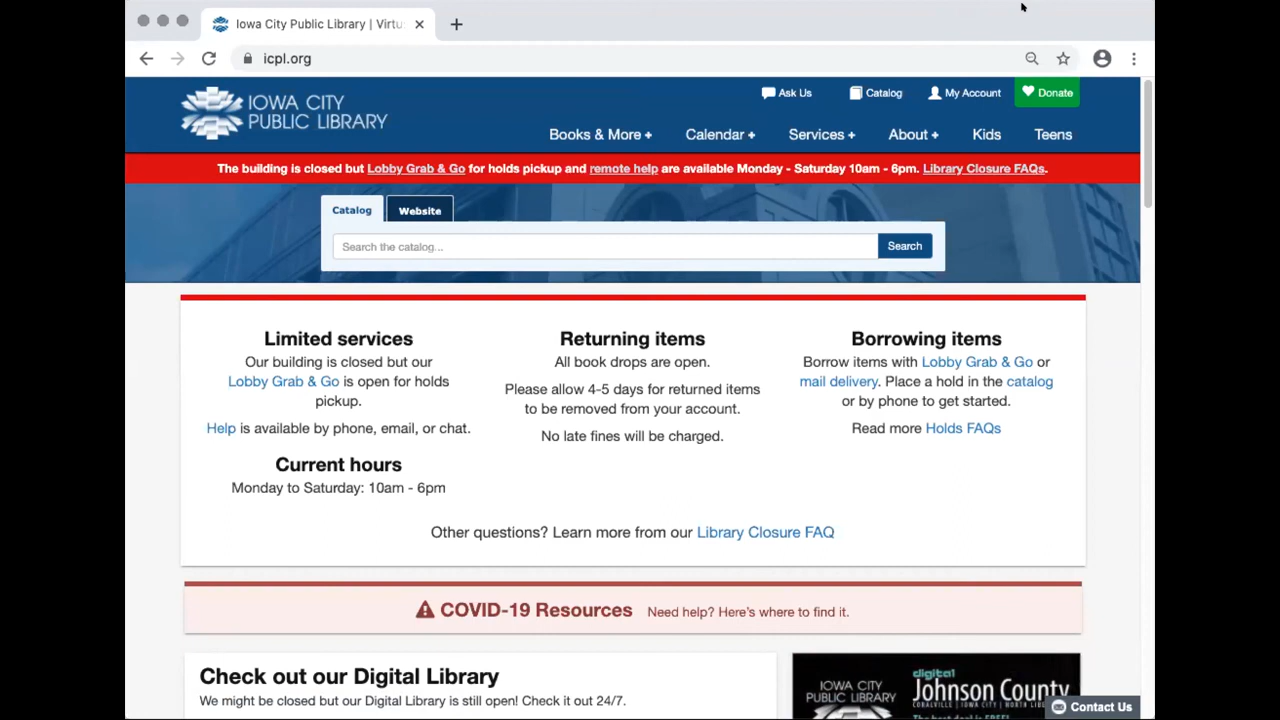 Iowa City Public Library | Virtu
icpl.org
IOWA CITY
PUBLIC LIBRARY
Ask Us
Catalog
My Account
Donate
Books & More +
Calendar +
Services +
About +
Kids
Teens
The building is closed but Lobby Grab & Go for holds pickup and remote help are available Monday - Saturday 10am - 6pm. Library Closure FAQs.
Catalog
Website
Search the catalog...
Search
Limited services
Our building is closed but our
Lobby Grab & Go is open for holds
pickup.
Help is available by phone, email, or chat.
Current hours
Monday to Saturday: 10am - 6pm
Returning items
All book drops are open.
Please allow 4-5 days for returned items
to be removed from your account.
No late fines will be charged.
Borrowing items
Borrow items with Lobby Grab & Go or
mail delivery. Place a hold in the catalog
or by phone to get started.
Read more Holds FAQs
Other questions? Learn more from our Library Closure FAQ
COVID-19 Resources Need help? Here's where to find it.
Check out our Digital Library
We might be closed but our Digital Library is still open! Check it out 24/7.
IOWA CITY
PUBLIC LIBRARY
digital
Johnson County
CORALVILLE | IOWA CITY | NORTH LIB
Contact Us